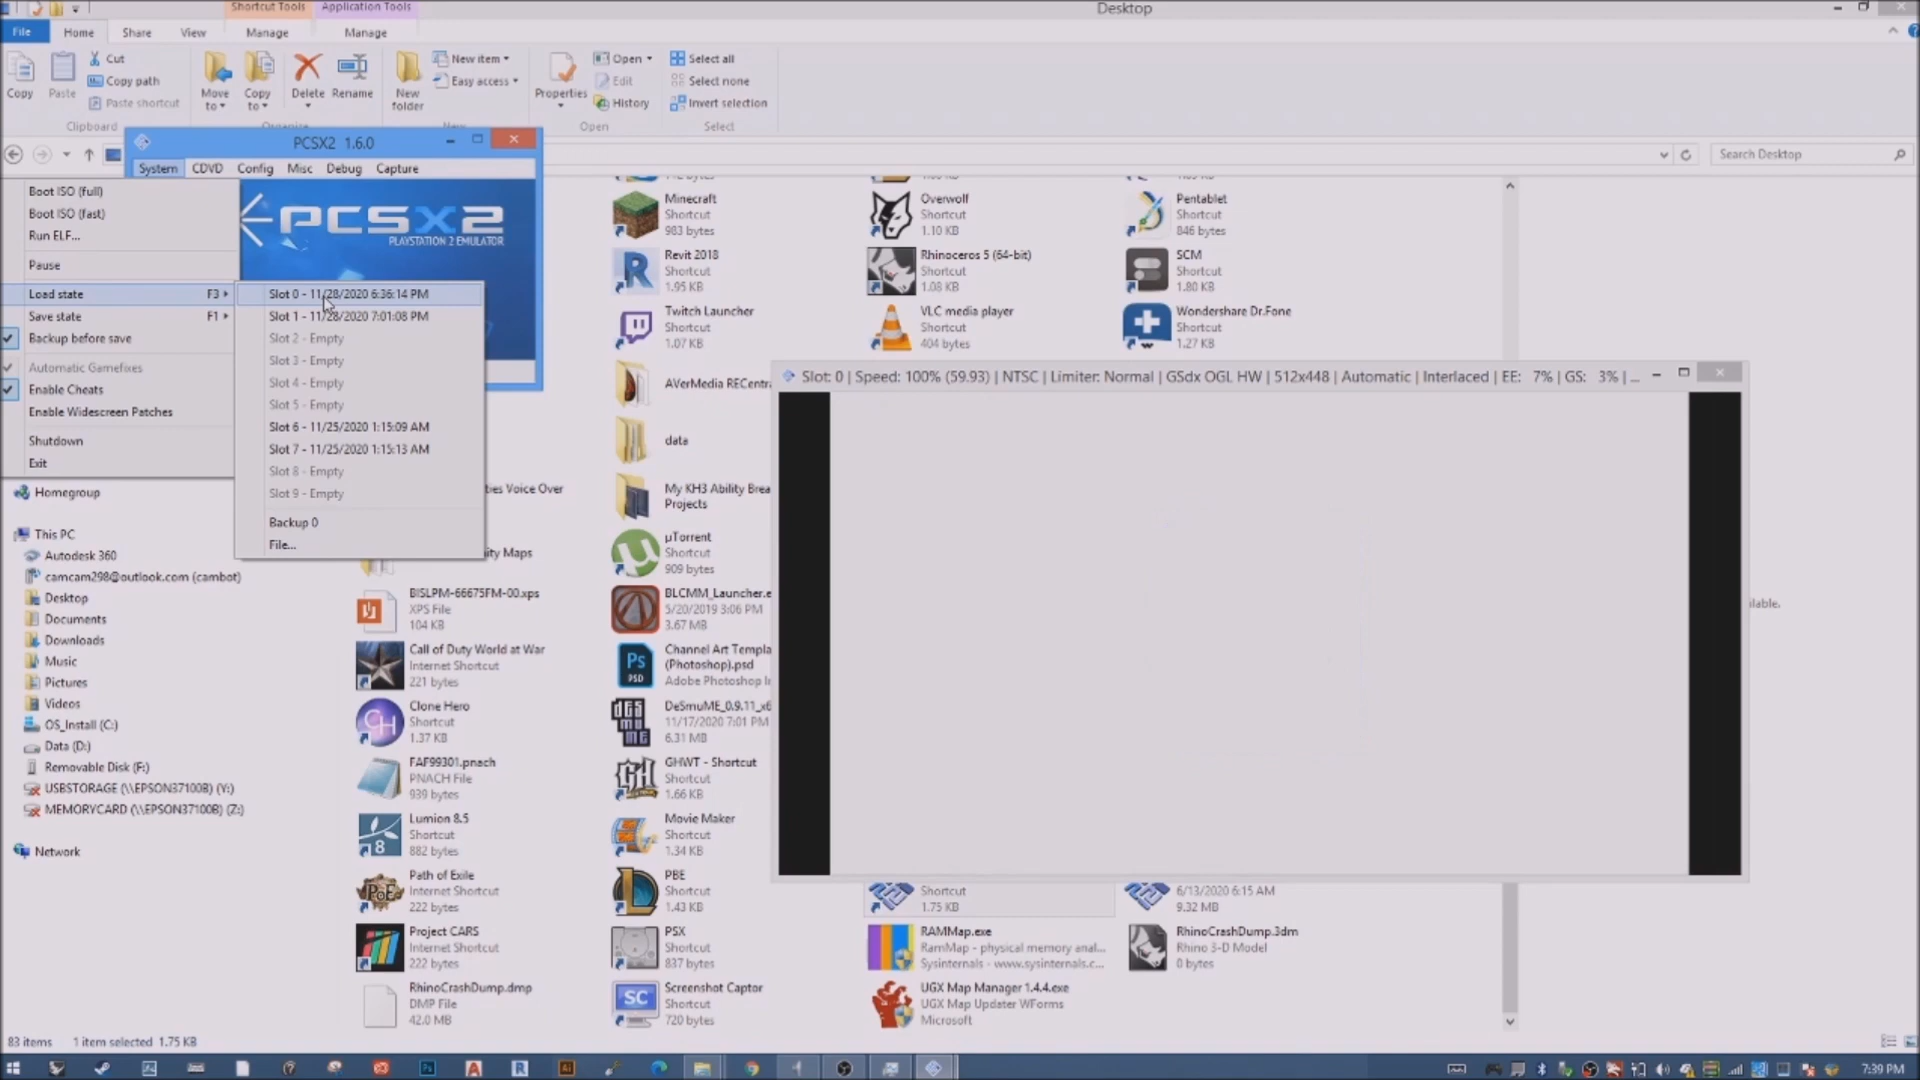 Shortcut Tools
Application Tools
Desktop
File
Home
Share
View
Manage
Manage
Copy
Paste
Cut
Copy path
Paste shortcut
Move to
Copy to
Delete
Rename
New folder
New item
Easy access
Properties
Open
Edit
History
Select all
Select none
Invert selection
Clipboard
Open
Select
Search Desktop
PCSX2 1.6.0
System
CDVD
Config
Misc
Debug
Capture
PCSX2
PLAYSTATION 2 EMULATOR
Boot ISO (full)
Boot ISO (fast)
Run ELF...
Pause
Load state F3
Save state F1
Backup before save
Automatic Gamefixes
Enable Cheats
Enable Widescreen Patches
Shutdown
Exit
Slot 0 - 11/28/2020 6:36:14 PM
Slot 1 - 11/28/2020 7:01:08 PM
Slot 2 - Empty
Slot 3 - Empty
Slot 4 - Empty
Slot 5 - Empty
Slot 6 - 11/25/2020 1:15:09 AM
Slot 7 - 11/25/2020 1:15:13 AM
Slot 8 - Empty
Slot 9 - Empty
Backup 0
File...
Homegroup
This PC
Autodesk 360
camcam298@outlook.com (cambot)
Desktop
Documents
Downloads
Music
Pictures
Videos
OS_Install (C:)
Data (D:)
Removable Disk (F:)
USBSTORAGE (\\EPSON37100B) (Y:)
MEMORYCARD (\\EPSON37100B) (Z:)
Network
Minecraft
Shortcut
983 bytes
Overwolf
Shortcut
1.10 KB
Pentablet
Shortcut
846 bytes
Revit 2018
Shortcut
1.95 KB
Rhinoceros 5 (64-bit)
Shortcut
1.08 KB
SCM
Shortcut
1.80 KB
Twitch Launcher
Shortcut
1.07 KB
VLC media player
Shortcut
404 bytes
Wondershare Dr.Fone
Shortcut
1.27 KB
AVerMedia RECentra
data
ties Voice Over
My KH3 Ability Brea
Projects
ity Maps
µTorrent
Shortcut
909 bytes
BISLPM-66675FM-00.xps
XPS File
104 KB
BLCMM_Launcher.e
5/20/2019 3:06 PM
3.67 MB
Call of Duty World at War
Internet Shortcut
221 bytes
Channel Art Templa
(Photoshop).psd
Adobe Photoshop I
Clone Hero
Shortcut
1.37 KB
DeSmuME_0.9.11_x6
11/17/2020 7:01 PM
6.31 MB
FAF99301.pnach
PNACH File
939 bytes
GHWT - Shortcut
Shortcut
1.66 KB
Lumion 8.5
Shortcut
882 bytes
Movie Maker
Shortcut
1.34 KB
Path of Exile
Internet Shortcut
222 bytes
PBE
Shortcut
1.43 KB
Shortcut
1.75 KB
6/13/2020 6:15 AM
9.32 MB
Project CARS
Internet Shortcut
222 bytes
PSX
Shortcut
837 bytes
RAMMap.exe
RamMap - physical memory anal...
Sysinternals - www.sysinternals.c...
RhinoCrashDump.3dm
Rhino 3-D Model
0 bytes
RhinoCrashDump.dmp
DMP File
42.0 MB
Screenshot Captor
Shortcut
720 bytes
UGX Map Manager 1.4.4.exe
UGX Map Updater WForms
Microsoft
Slot: 0 | Speed: 100% (59.93) | NTSC | Limiter: Normal | GSdx OGL HW | 512x448 | Automatic | Interlaced | EE: 7% | GS: 3% | ...
ilable.
83 items
1 item selected 1.75 KB
7:39 PM